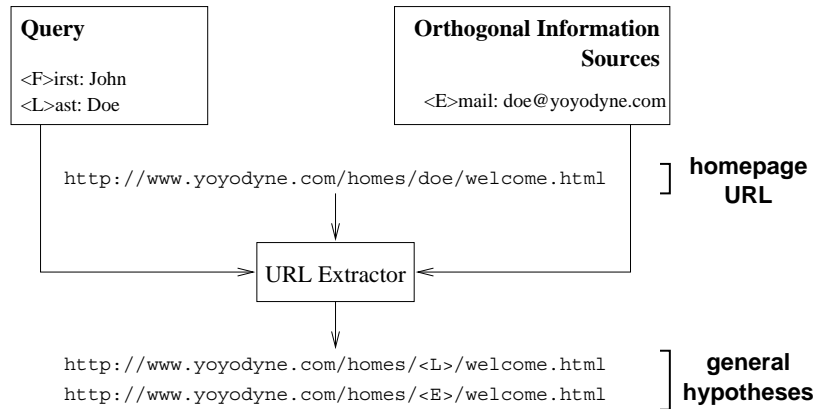 Query
<F>irst: John
<L>ast: Doe
Orthogonal Information
Sources
<E>mail: doe@yoyodyne.com
http://www.yoyodyne.com/homes/doe/welcome.html
homepage
URL
URL Extractor
http://www.yoyodyne.com/homes/<L>/welcome.html
http://www.yoyodyne.com/homes/<E>/welcome.html
general
hypotheses